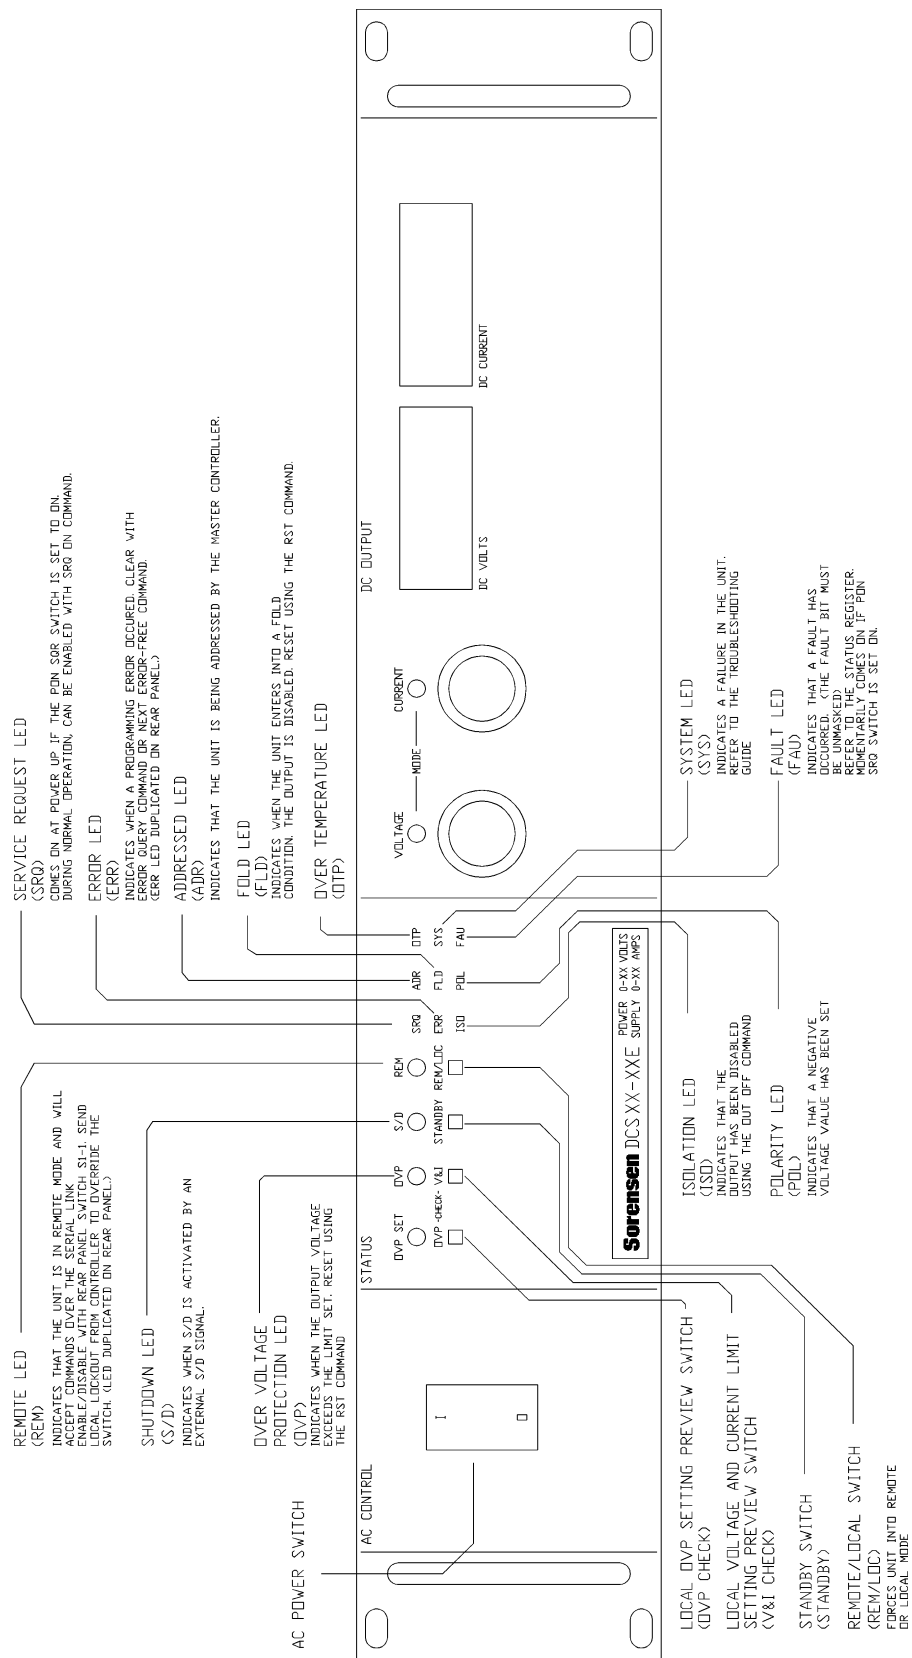 REMOTE LED
(REM)
INDICATES THAT THE UNIT IS IN REMOTE MODE AND WILL
ACCEPT COMMANDS OVER THE SERIAL LINK
ENABLE/DISABLE WITH REAR PANEL SWITCH S1-1. SEND
LOCAL LOCKOUT FROM CONTROLLER TO OVERRIDE THE
SWITCH. (LED DUPLICATED ON REAR PANEL.)
SHUTDOWN LED
(S/D)
INDICATES WHEN S/D IS ACTIVATED BY AN
EXTERNAL S/D SIGNAL.
OVER VOLTAGE
PROTECTION LED
(OVP)
INDICATES WHEN THE OUTPUT VOLTAGE
EXCEEDS THE LIMIT SET. RESET USING
THE RST COMMAND
AC POWER SWITCH
SERVICE REQUEST LED
(SRQ)
COMES ON AT POWER UP IF THE PON SQR SWITCH IS SET TO ON.
DURING NORMAL OPERATION, CAN BE ENABLED WITH SRQ ON COMMAND.
ERROR LED
(ERR)
INDICATES WHEN A PROGRAMMING ERROR OCCURED. CLEAR WITH
ERROR QUERY COMMAND OR NEXT ERROR-FREE COMMAND.
(ERR LED DUPLICATED ON REAR PANEL.)
ADDRESSED LED
(ADR)
INDICATES THAT THE UNIT IS BEING ADDRESSED BY THE MASTER CONTROLLER.
FOLD LED
(FLD)
INDICATES WHEN THE UNIT ENTERS INTO A FOLD
CONDITION. THE OUTPUT IS DISABLED. RESET USING THE RST COMMAND.
OVER TEMPERATURE LED
(OTP)
AC CONTROL
I
O
STATUS
OVP SET
OVP
S/D
REM
SRQ
ADR
OTP
OVP -CHECK- V&I
STANDBY
REM/LOC
ERR
FLD
SYS
ISO
POL
FAU
Sorensen DCS XX-XXE
POWER 0-XX VOLTS
SUPPLY 0-XX AMPS
DC OUTPUT
VOLTAGE
MODE
CURRENT
DC VOLTS
DC CURRENT
LOCAL OVP SETTING PREVIEW SWITCH
(OVP CHECK)
LOCAL VOLTAGE AND CURRENT LIMIT
SETTING PREVIEW SWITCH
(V&I CHECK)
STANDBY SWITCH
(STANDBY)
REMOTE/LOCAL SWITCH
(REM/LOC)
FORCES UNIT INTO REMOTE
OR LOCAL MODE
ISOLATION LED
(ISO)
INDICATES THAT THE
OUTPUT HAS BEEN DISABLED
USING THE OUT OFF COMMAND
POLARITY LED
(POL)
INDICATES THAT A NEGATIVE
VOLTAGE VALUE HAS BEEN SET
SYSTEM LED
(SYS)
INDICATES A FAILURE IN THE UNIT.
REFER TO THE TROUBLESHOOTING
GUIDE
FAULT LED
(FAU)
INDICATES THAT A FAULT HAS
OCCURRED. (THE FAULT BIT MUST
BE UNMASKED)
REFER TO THE STATUS REGISTER.
MOMENTARILY COMES ON IF PON
SRQ SWITCH IS SET ON.